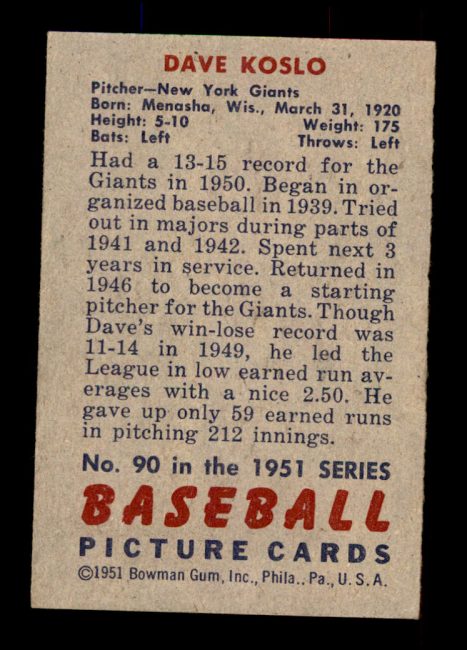 DAVE KOSLO
Pitcher—New York Giants
Born: Menasha, Wis., March 31, 1920
Height: 5-10 Weight: 175
Bats: Left Throws: Left
Had a 13-15 record for the
Giants in 1950. Began in or-
ganized baseball in 1939. Tried
out in majors during parts of
1941 and 1942. Spent next 3
years in service. Returned in
1946 to become a starting
pitcher for the Giants. Though
Dave's win-lose record was
11-14 in 1949, he led the
League in low earned run av-
erages with a nice 2.50. He
gave up only 59 earned runs
in pitching 212 innings.
No. 90 in the 1951 SERIES
BASEBALL
PICTURE CARDS
©1951 Bowman Gum, Inc., Phila.. Pa., U. S. A.